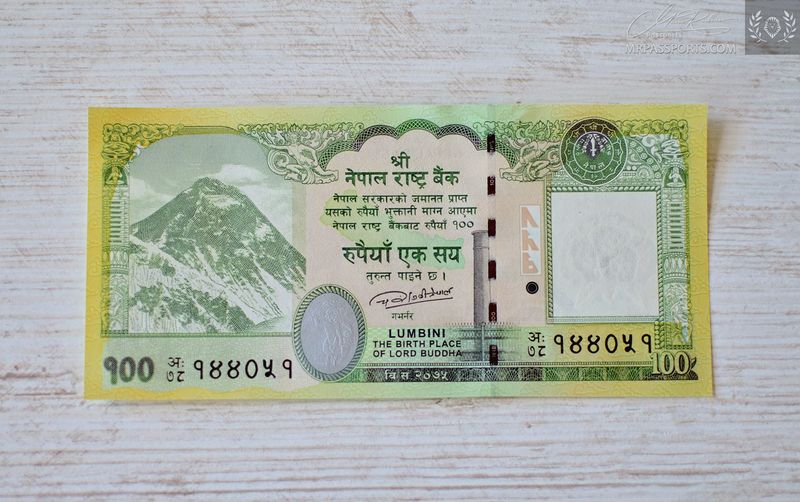 MRPASSPORTS.COM
श्री
नेपाल राष्ट्र बैंक
नेपाल सरकारको जमानत प्राप्त
यसको रुपैयाँ भुक्तानी माग्न आएमा
नेपाल राष्ट्र बैंकबाट रुपैयाँ १००
रुपैयाँ एक सय
तुरुन्त पाइने छ।
गभर्नर
LUMBINI
THE BIRTH PLACE
OF LORD BUDDHA
१००
अ:
७८ १४४०५१
अ:
७८ १४४०५१
वि सं २०७५
100